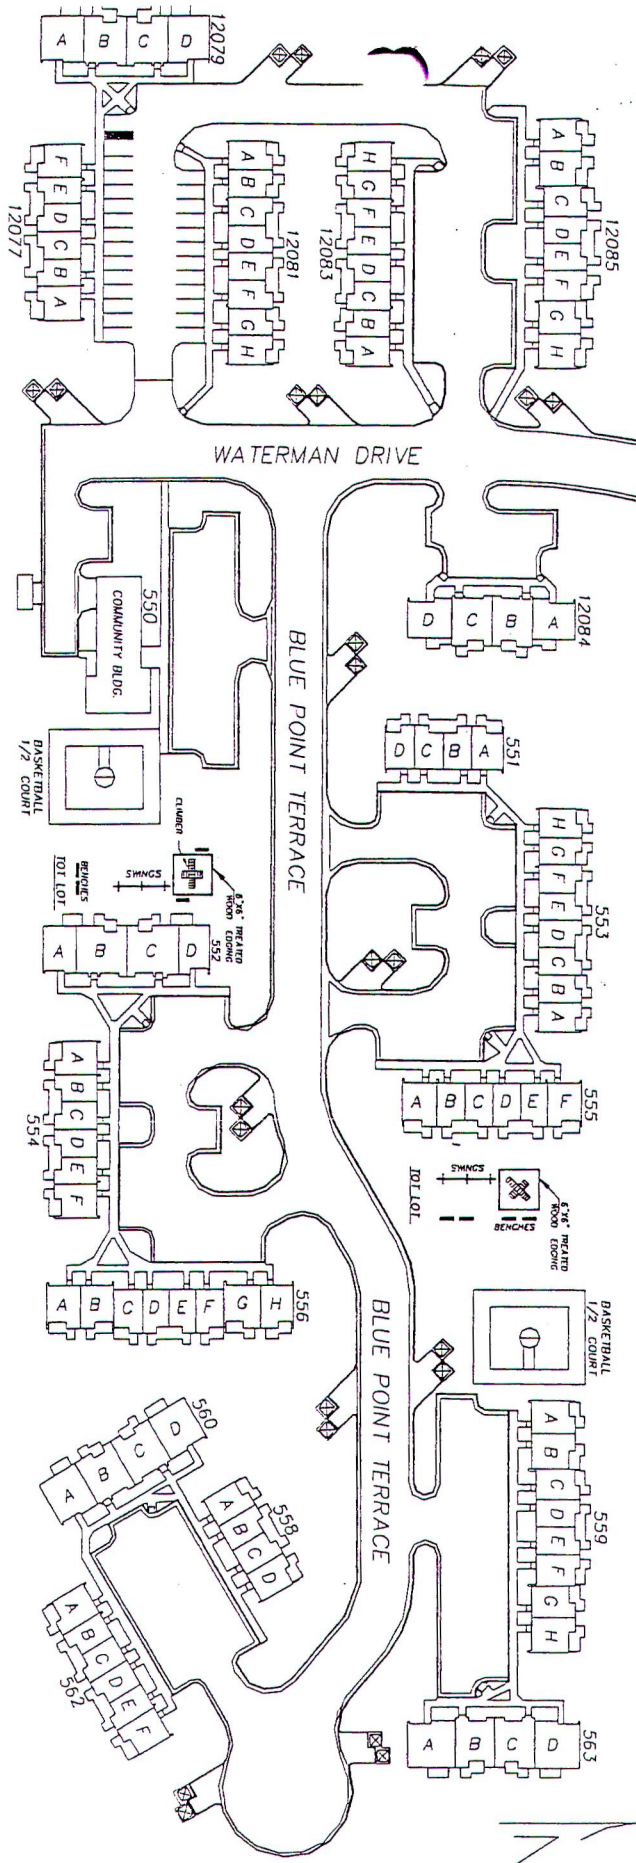 12079
A B C D
F E D C B A
12077
A B C D E F G H
12081
H G F E D C B A
12083
A B C D E F G H
12085
WATERMAN DRIVE
550
COMMUNITY BLDG.
BASKETBALL
1/2 COURT
D C B A
12084
BLUE POINT TERRACE
D C B A
551
CLIMBER
6"X6" TREATED
WOOD EDGING
SWINGS
BENCHES
TOT LOT
A B C D
552
H G F E D C B A
553
A B C D E F
554
A B C D E F
555
SWINGS
TOT LOT
BENCHES
6"X6" TREATED
WOOD EDGING
A B C D E F G H
556
BASKETBALL
1/2 COURT
BLUE POINT TERRACE
A B C D
560
A B C D
558
A B C D E F G H
559
A B C D E F
562
A B C D
563